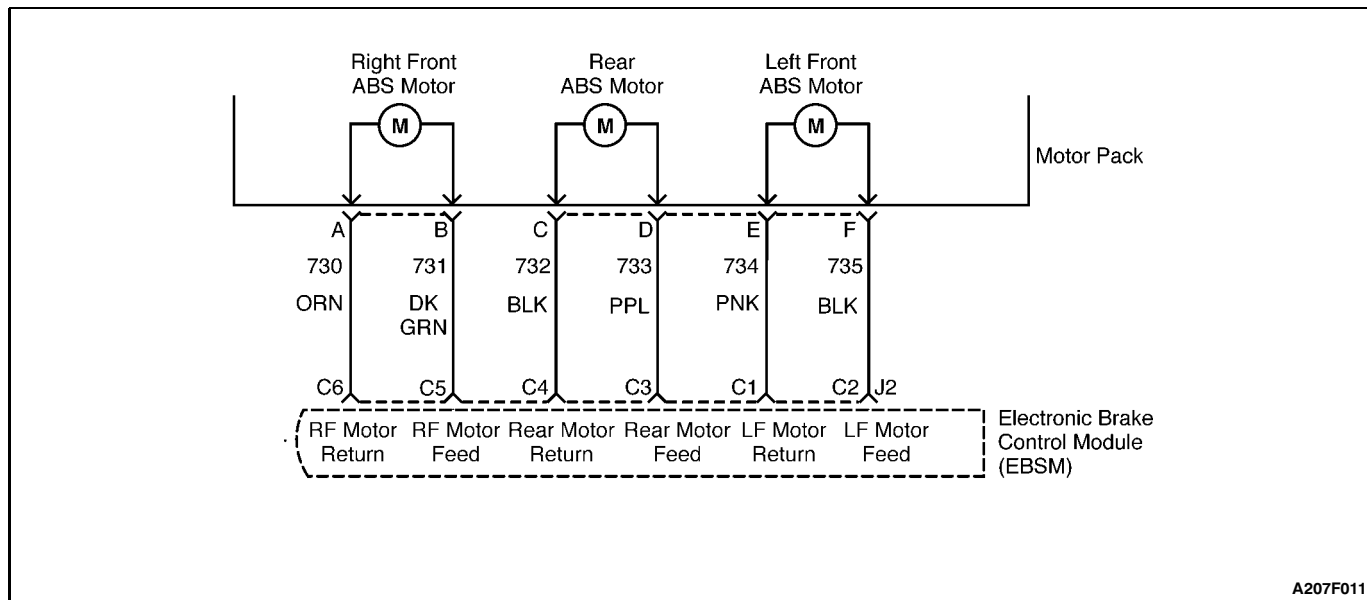 Right Front Rear Left Front
ABS Motor ABS Motor ABS Motor
M M M
Motor Pack
A B C D E F
730 731 732 733 734 735
ORN DK BLK PPL PNK BLK
GRN
C6 C5 C4 C3 C1 C2 J2
RF Motor RF Motor Rear Motor Rear Motor LF Motor LF Motor
Return Feed Return Feed Return Feed
Electronic Brake
Control Module
(EBSM)
A207F011